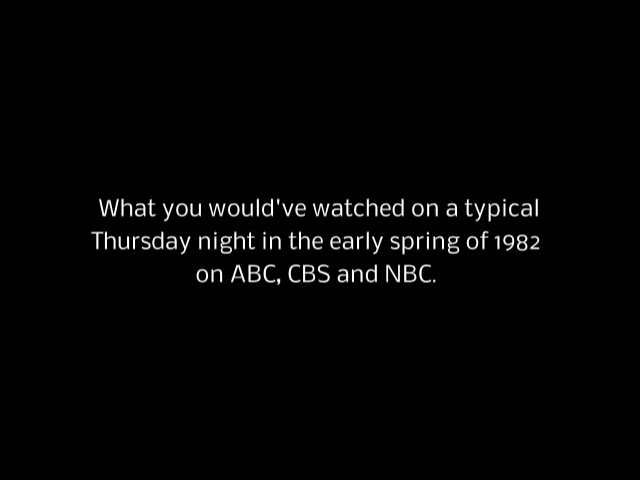 What you would've watched on a typical
Thursday night in the early spring of 1982
on ABC, CBS and NBC.